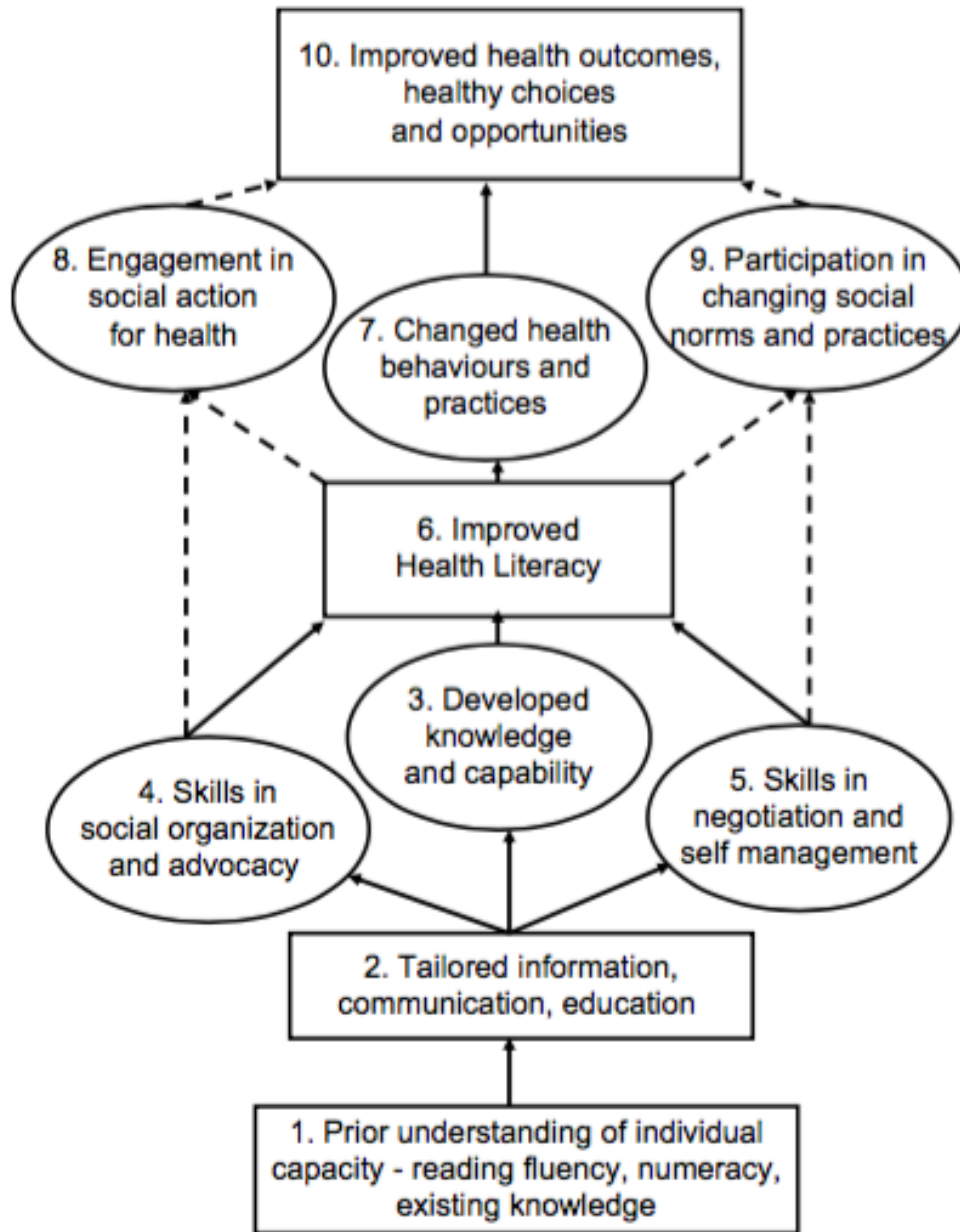 10. Improved health outcomes,
healthy choices
and opportunities
8. Engagement in
social action
for health
9. Participation in
changing social
norms and practices
7. Changed health
behaviours and
practices
6. Improved
Health Literacy
3. Developed
knowledge
and capability
4. Skills in
social organization
and advocacy
5. Skills in
negotiation and
self management
2. Tailored information,
communication, education
1. Prior understanding of individual
capacity - reading fluency, numeracy,
existing knowledge